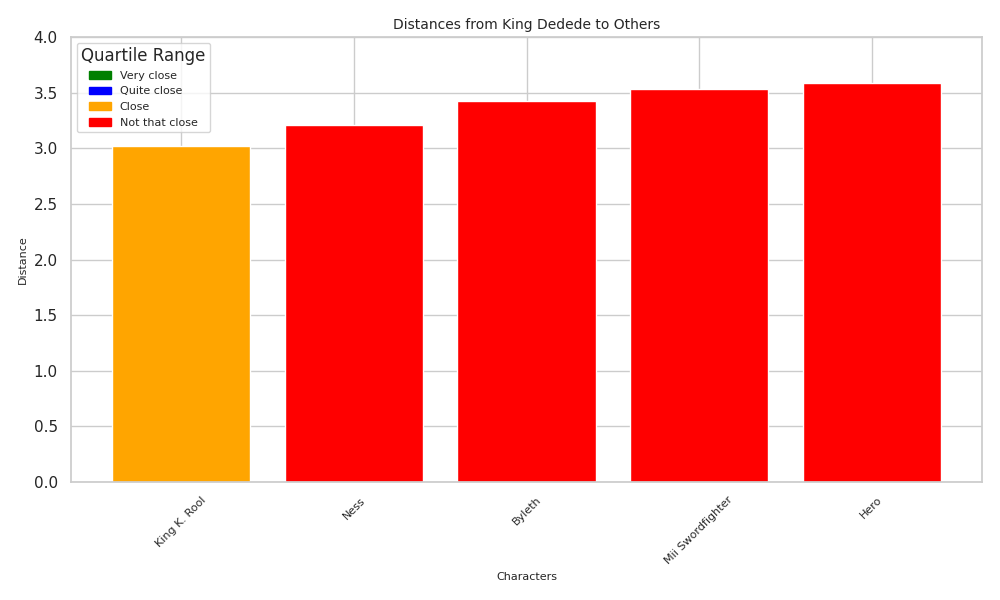 Distances from King Dedede to Others
Quartile Range
Very close
Quite close
Close
Not that close
Distance
4.0
3.5
3.0
2.5
2.0
1.5
1.0
0.5
0.0
King K. Rool
Ness
Byleth
Mii Swordfighter
Hero
Characters